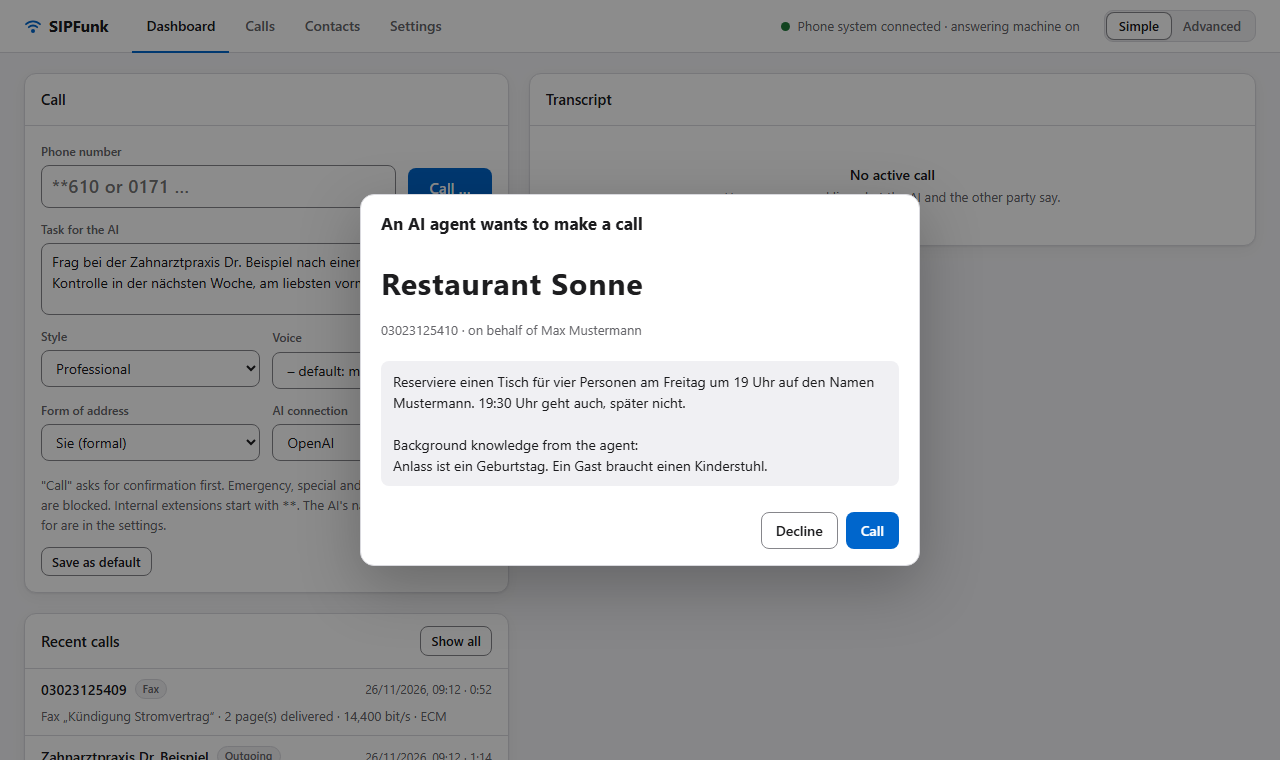 SIPFunk Dashboard Calls Contacts Settings Phone system connected · answering machine on Simple Advanced
Call
Phone number
**610 or 0171 ...
Call ...
Task for the AI
Frag bei der Zahnarztpraxis Dr. Beispiel nach einer
Kontrolle in der nächsten Woche, am liebsten
Style
Professional
Voice
– default:
Form of address
Sie (formal)
AI connection
OpenAI
"Call" asks for confirmation first. Emergency, special and
are blocked. Internal extensions start with **. The AI's
for are in the settings.
Save as default
Recent calls
Show all
03023125409 Fax 26/11/2026, 09:12 · 0:52
Fax „Kündigung Stromvertrag“ · 2 page(s) delivered · 14,400 bit/s · ECM
Zahnarztpraxis Dr. Beispiel Outgoing 26/11/2026, 09:12 · 1:14
Transcript
No active call
and the other party say.
An AI agent wants to make a call
Restaurant Sonne
03023125410 · on behalf of Max Mustermann
Reserviere einen Tisch für vier Personen am Freitag um 19 Uhr auf den Namen
Mustermann. 19:30 Uhr geht auch, später nicht.
Background knowledge from the agent:
Anlass ist ein Geburtstag. Ein Gast braucht einen Kinderstuhl.
Decline
Call